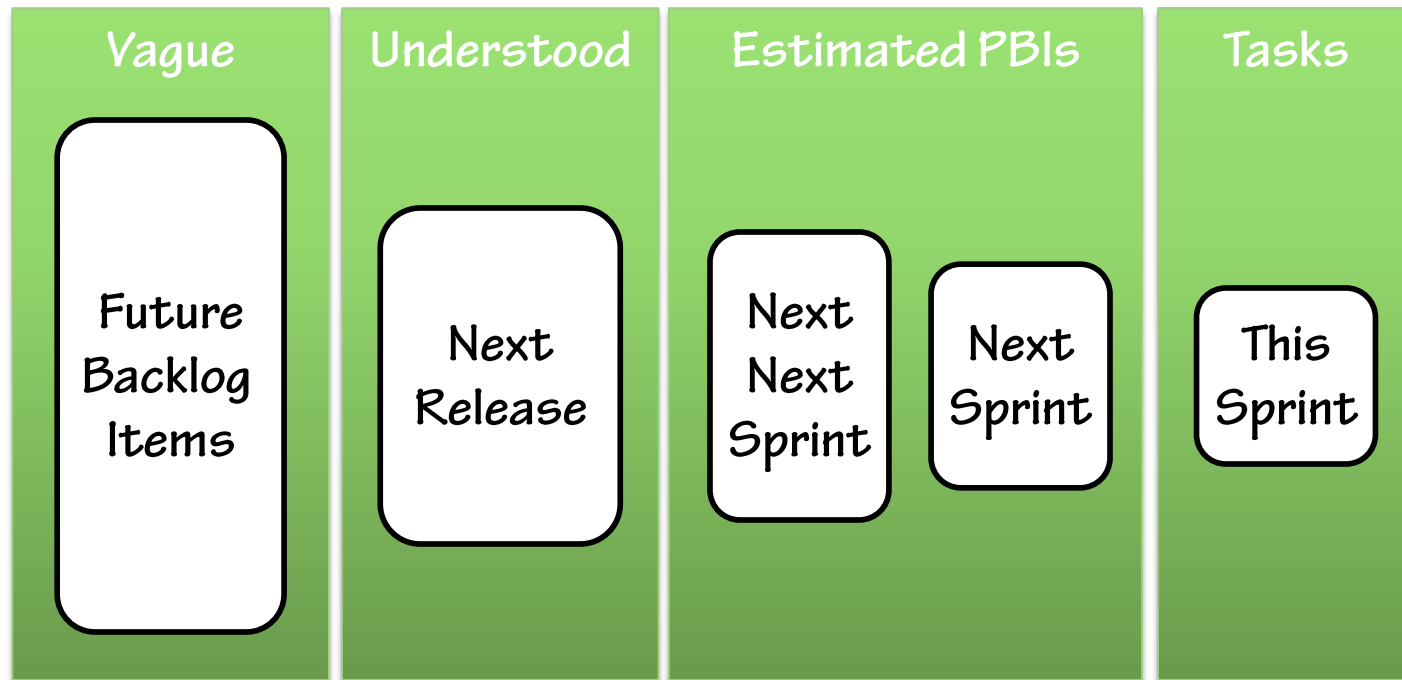 Vague
Future
Backlog
Items
Understood
Next
Release
Estimated PBIs
Next
Next
Sprint
Next
Sprint
Tasks
This
Sprint